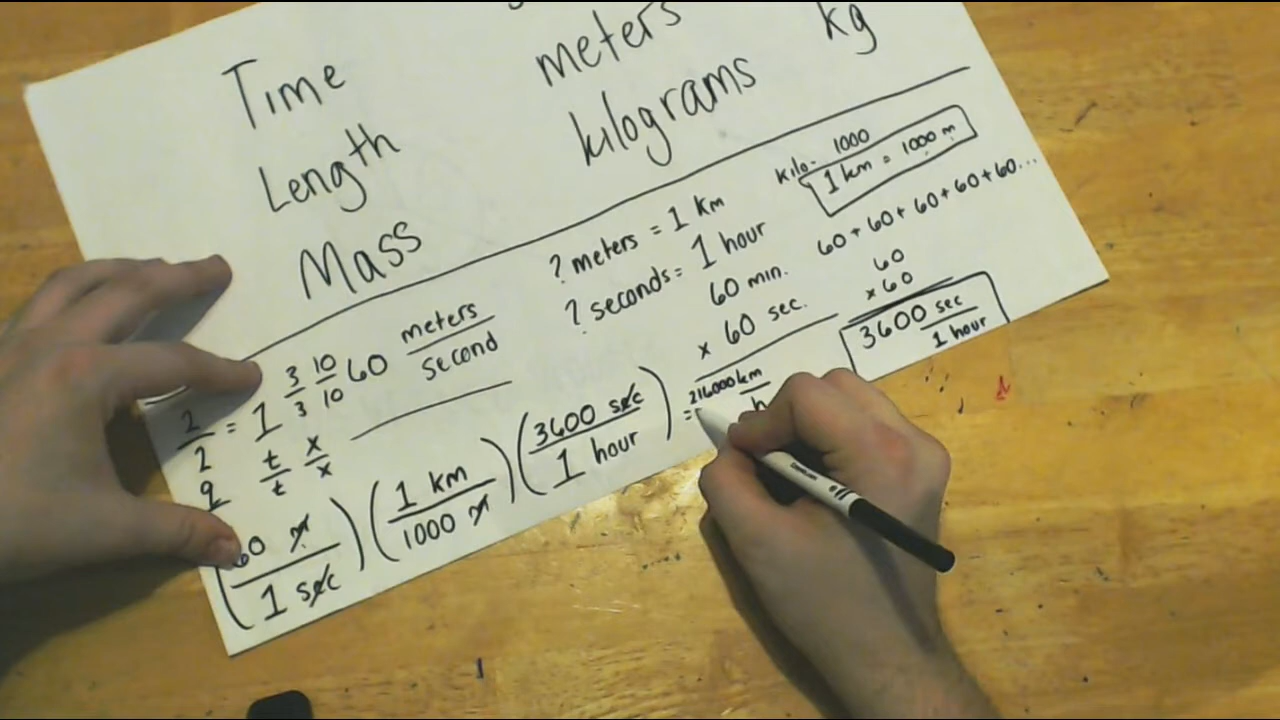 Time
meters
kg
Length
kilograms
Mass
kilo- 1000
1 km = 1000 m
? meters = 1 km
? seconds = 1 hour
60 min.
x 60 sec.
60 + 60 + 60 + 60 + 60...
60
x 60
3600 sec
1 hour
2/2 = 1 3/3 10/10 60 meters/second
t/t x/x
(60 m / 1 sec) (1 km / 1000 m) (3600 sec / 1 hour) = 216000 km / h